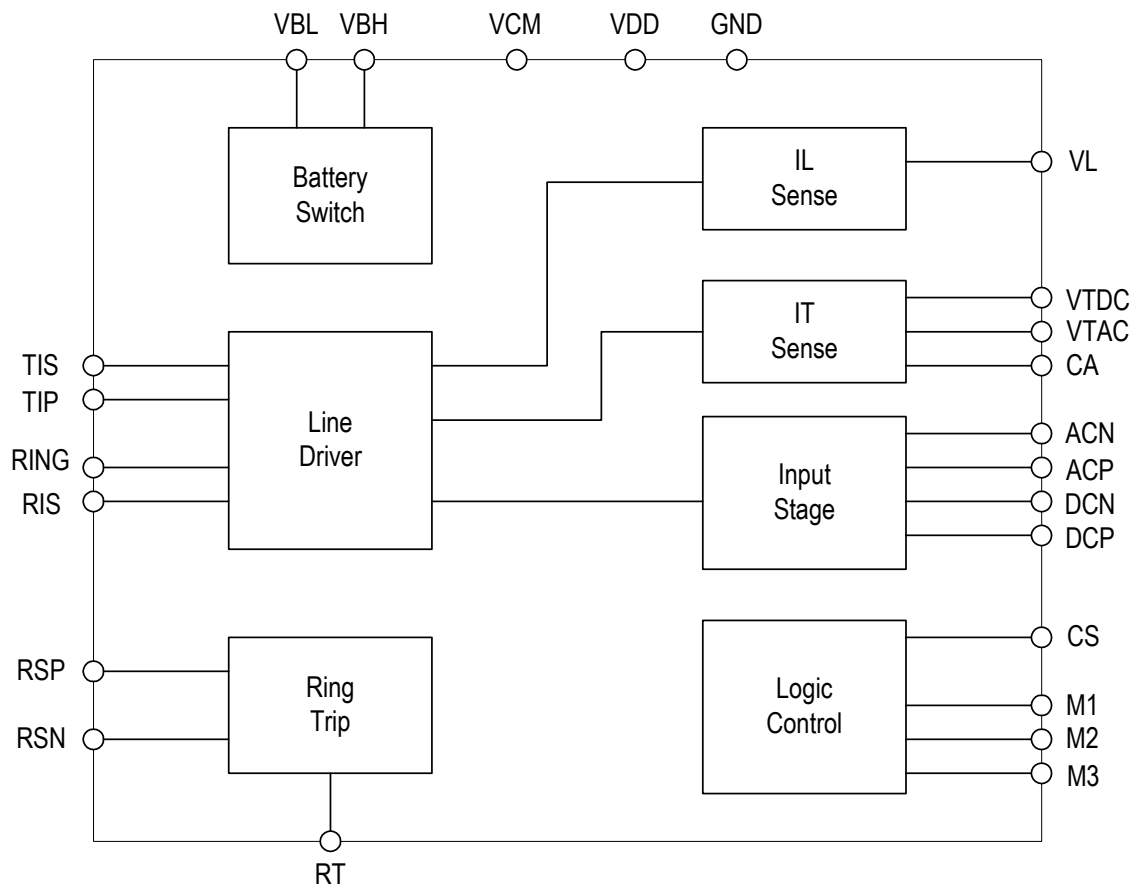 VBL
VBH
VCM
VDD
GND
Battery
Switch
IL
Sense
VL
IT
Sense
VTDC
VTAC
CA
TIS
TIP
RING
RIS
Line
Driver
Input
Stage
ACN
ACP
DCN
DCP
RSP
RSN
Ring
Trip
Logic
Control
CS
M1
M2
M3
RT